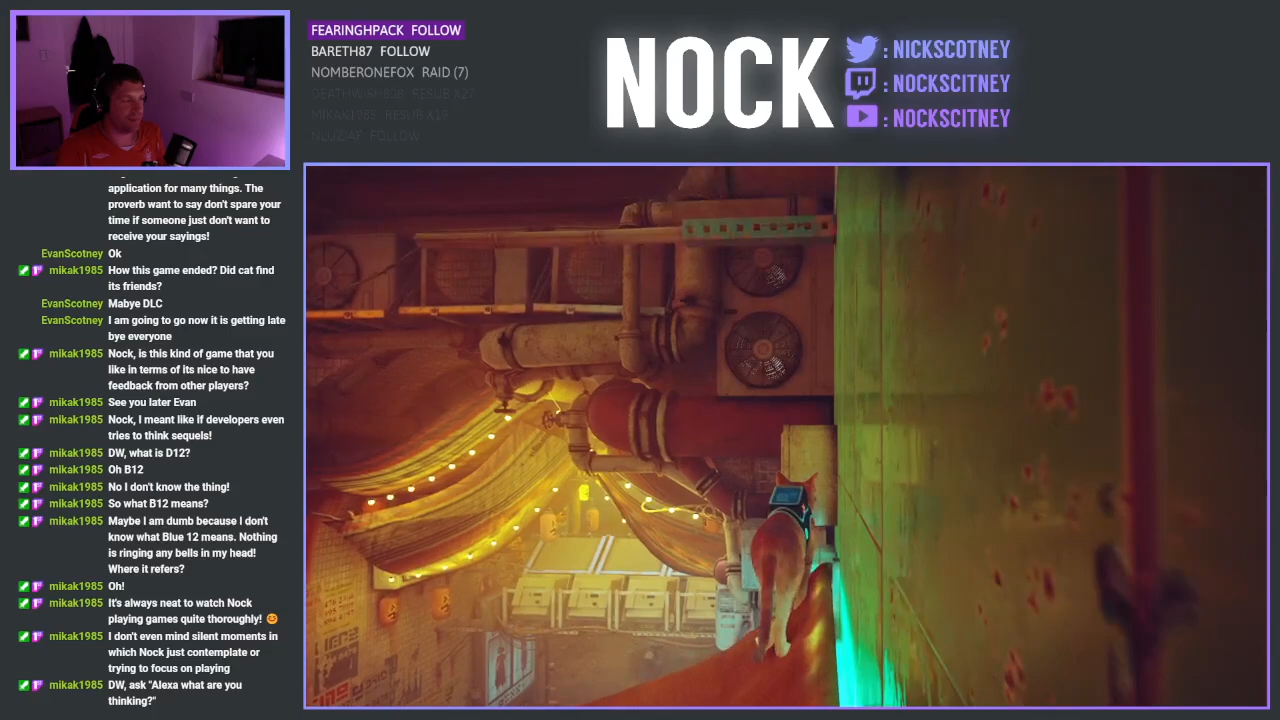 FEARINGHPACK FOLLOW
BARETH87 FOLLOW
NOMBERONEFOX RAID (7)
DEATHWISH808 RESUB X27
MIKAK1985 RESUB X19
NOCK
: NICKSCOTNEY
: NOCKSCITNEY
: NOCKSCITNEY
application for many things. The
proverb want to say don't spare your
time if someone just don't want to
receive your sayings!
EvanScotney Ok
mikak1985 How this game ended? Did cat find
its friends?
EvanScotney Mabye DLC
EvanScotney I am going to go now it is getting late
bye everyone
mikak1985 Nock, is this kind of game that you
like in terms of its nice to have
feedback from other players?
mikak1985 See you later Evan
mikak1985 Nock, I meant like if developers even
tries to think sequels!
mikak1985 DW, what is D12?
mikak1985 Oh B12
mikak1985 No I don't know the thing!
mikak1985 So what B12 means?
mikak1985 Maybe I am dumb because I don't
know what Blue 12 means. Nothing
is ringing any bells in my head!
Where it refers?
mikak1985 Oh!
mikak1985 It's always neat to watch Nock
playing games quite thoroughly! 😊
mikak1985 I don't even mind silent moments in
which Nock just contemplate or
trying to focus on playing
mikak1985 DW, ask "Alexa what are you
thinking?"